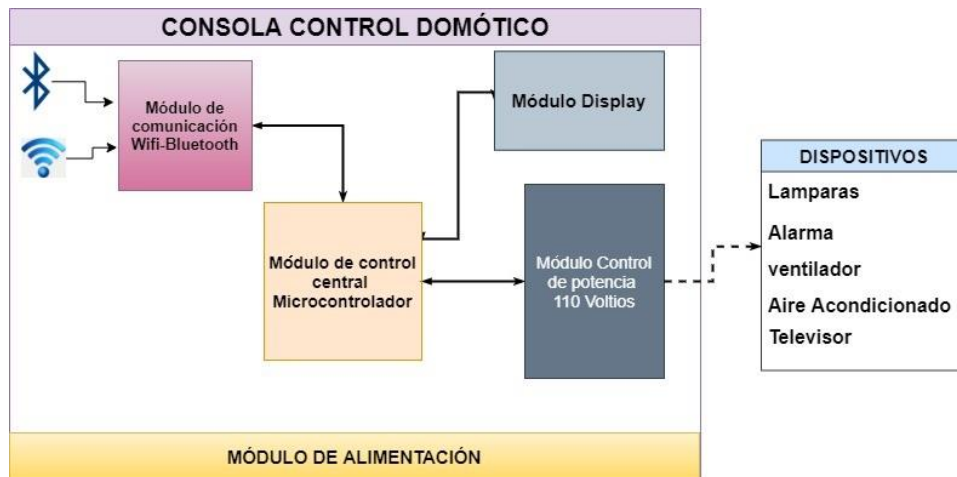 CONSOLA CONTROL DOMÓTICO
Módulo de
comunicación
Wifi-Bluetooth
Módulo Display
Módulo de control
central
Microcontrolador
Módulo Control
de potencia
110 Voltios
DISPOSITIVOS
Lamparas
Alarma
ventilador
Aire Acondicionado
Televisor
MÓDULO DE ALIMENTACIÓN